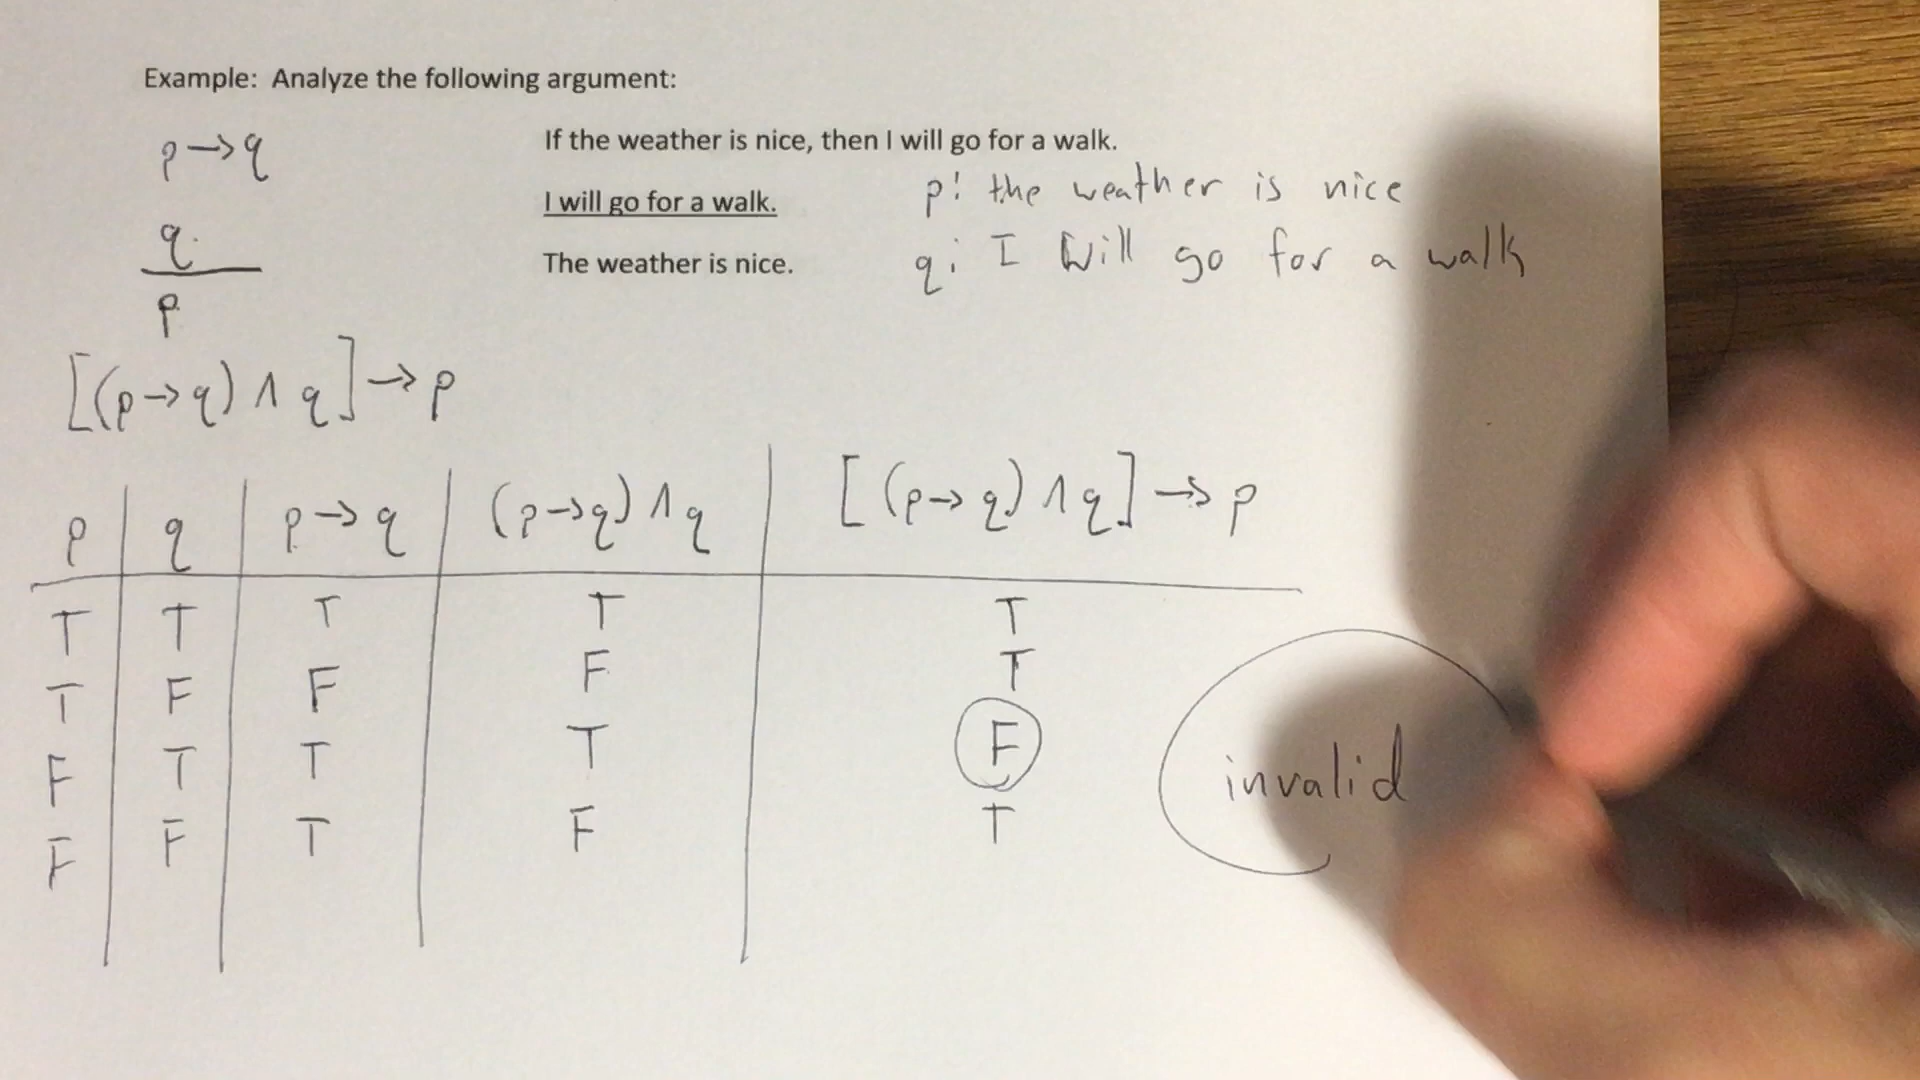 Example: Analyze the following argument:
p → q If the weather is nice, then I will go for a walk.
p: the weather is nice
q I will go for a walk.
q: I will go for a walk
p The weather is nice.
[(p → q) ∧ q] → p
p q p → q (p → q) ∧ q [(p → q) ∧ q] → p
T T T T T
T F F F T
F T T T F
F F T F T
invalid